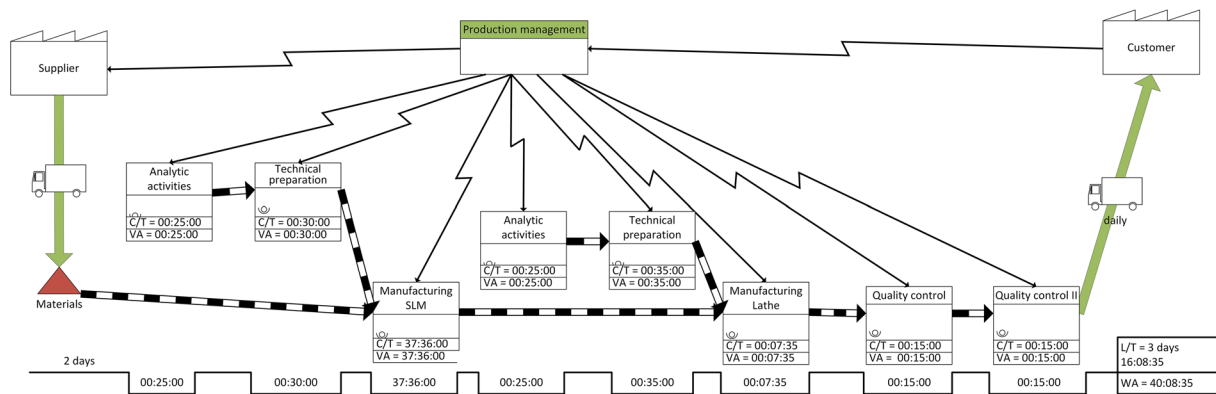 Production management
Supplier
Customer
Analytic
activities
C/T = 00:25:00
VA = 00:25:00
Technical
preparation
C/T = 00:30:00
VA = 00:30:00
Analytic
activities
C/T = 00:25:00
VA = 00:25:00
Technical
preparation
C/T = 00:35:00
VA = 00:35:00
daily
Materials
Manufacturing
SLM
C/T = 37:36:00
VA = 37:36:00
Manufacturing
Lathe
C/T = 00:07:35
VA = 00:07:35
Quality control
C/T = 00:15:00
VA = 00:15:00
Quality control II
C/T = 00:15:00
VA = 00:15:00
2 days
00:25:00
00:30:00
37:36:00
00:25:00
00:35:00
00:07:35
00:15:00
00:15:00
L/T = 3 days
16:08:35
WA = 40:08:35